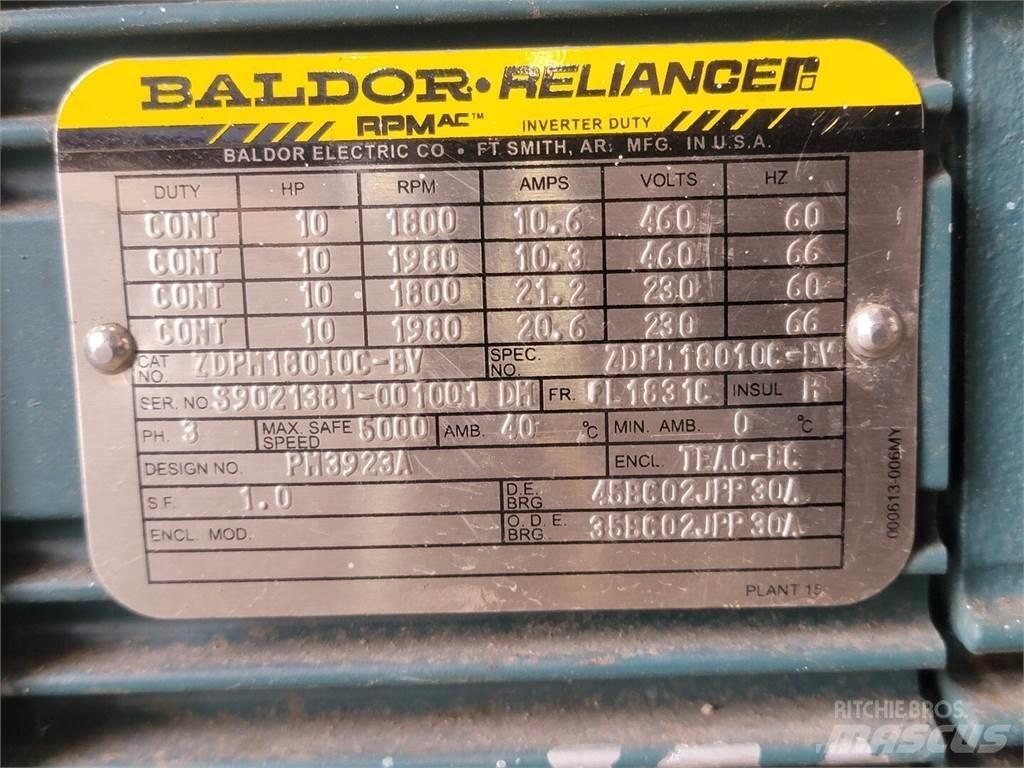 BALDOR•RELIANCER
RPM AC™ INVERTER DUTY
BALDOR ELECTRIC CO • FT SMITH, AR. MFG. IN U.S.A.
DUTY HP RPM AMPS VOLTS HZ
CONT 10 1800 10.6 460 60
CONT 10 1980 10.3 460 66
CONT 10 1800 21.2 230 60
CONT 10 1980 20.6 230 66
CAT NO. ZDPM18010C-BV SPEC. NO. ZDPM18010C-BV
SER. NO S9021381-001001 DM FR. PL1831C INSUL H
PH. 3 MAX. SAFE SPEED 5000 AMB. 40 °C MIN. AMB. 0 °C
DESIGN NO. PM3923A ENCL. TEAO-BC
S.F. 1.0 D.E. BRG. 45BC02JPP30A
ENCL. MOD. O.D.E. BRG. 35BC02JPP30A
PLANT 15
000613-006MY
RITCHIE BROS.
MASCUS